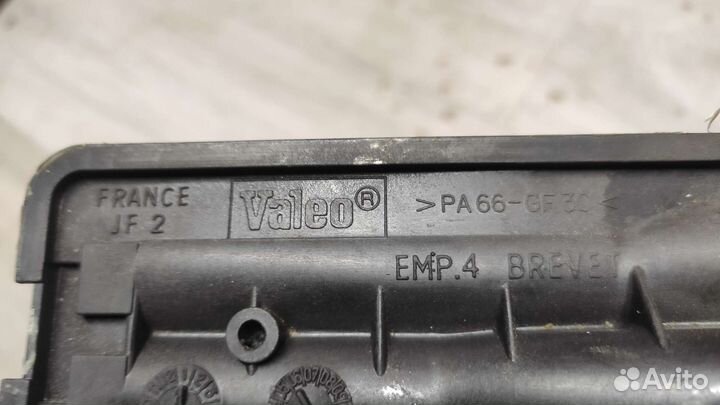 FRANCE
JF 2
Valeo®
>PA66-GF30<
EMP.4 BREVET
Avito